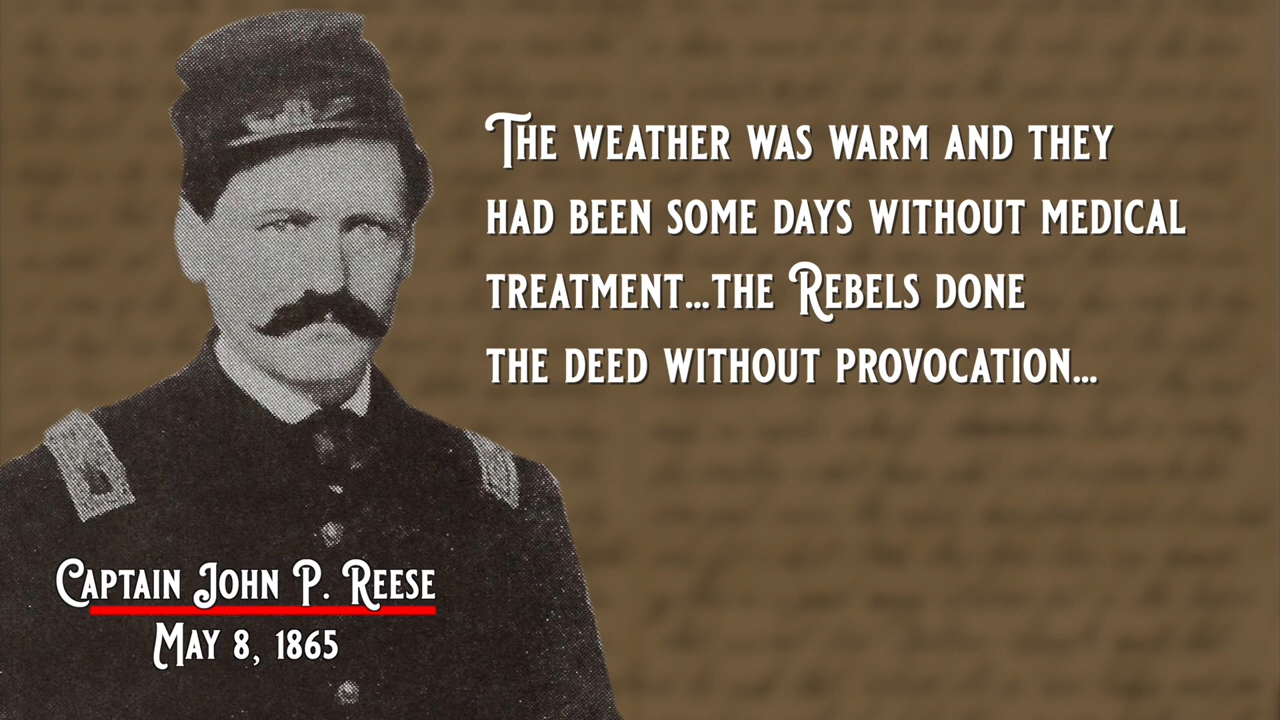 The weather was warm and they
had been some days without medical
treatment...the Rebels done
the deed without provocation...
Captain John P. Reese
May 8, 1865